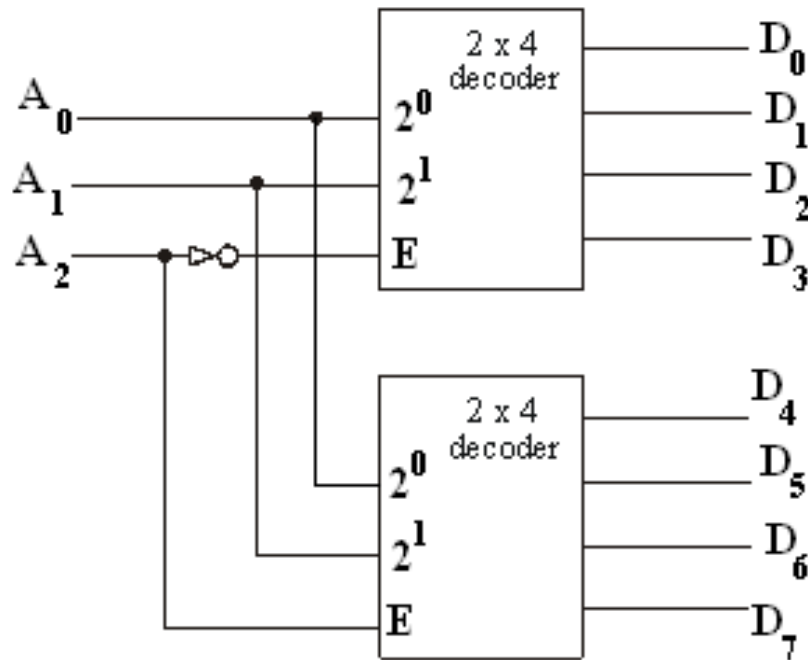 2 x 4
decoder
A0
A1
A2
2^0
2^1
E
D0
D1
D2
D3
2 x 4
decoder
2^0
2^1
E
D4
D5
D6
D7